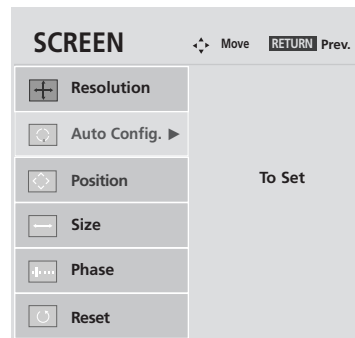 SCREEN Move RETURN Prev.
Resolution
Auto Config. ▶
Position To Set
Size
Phase
Reset